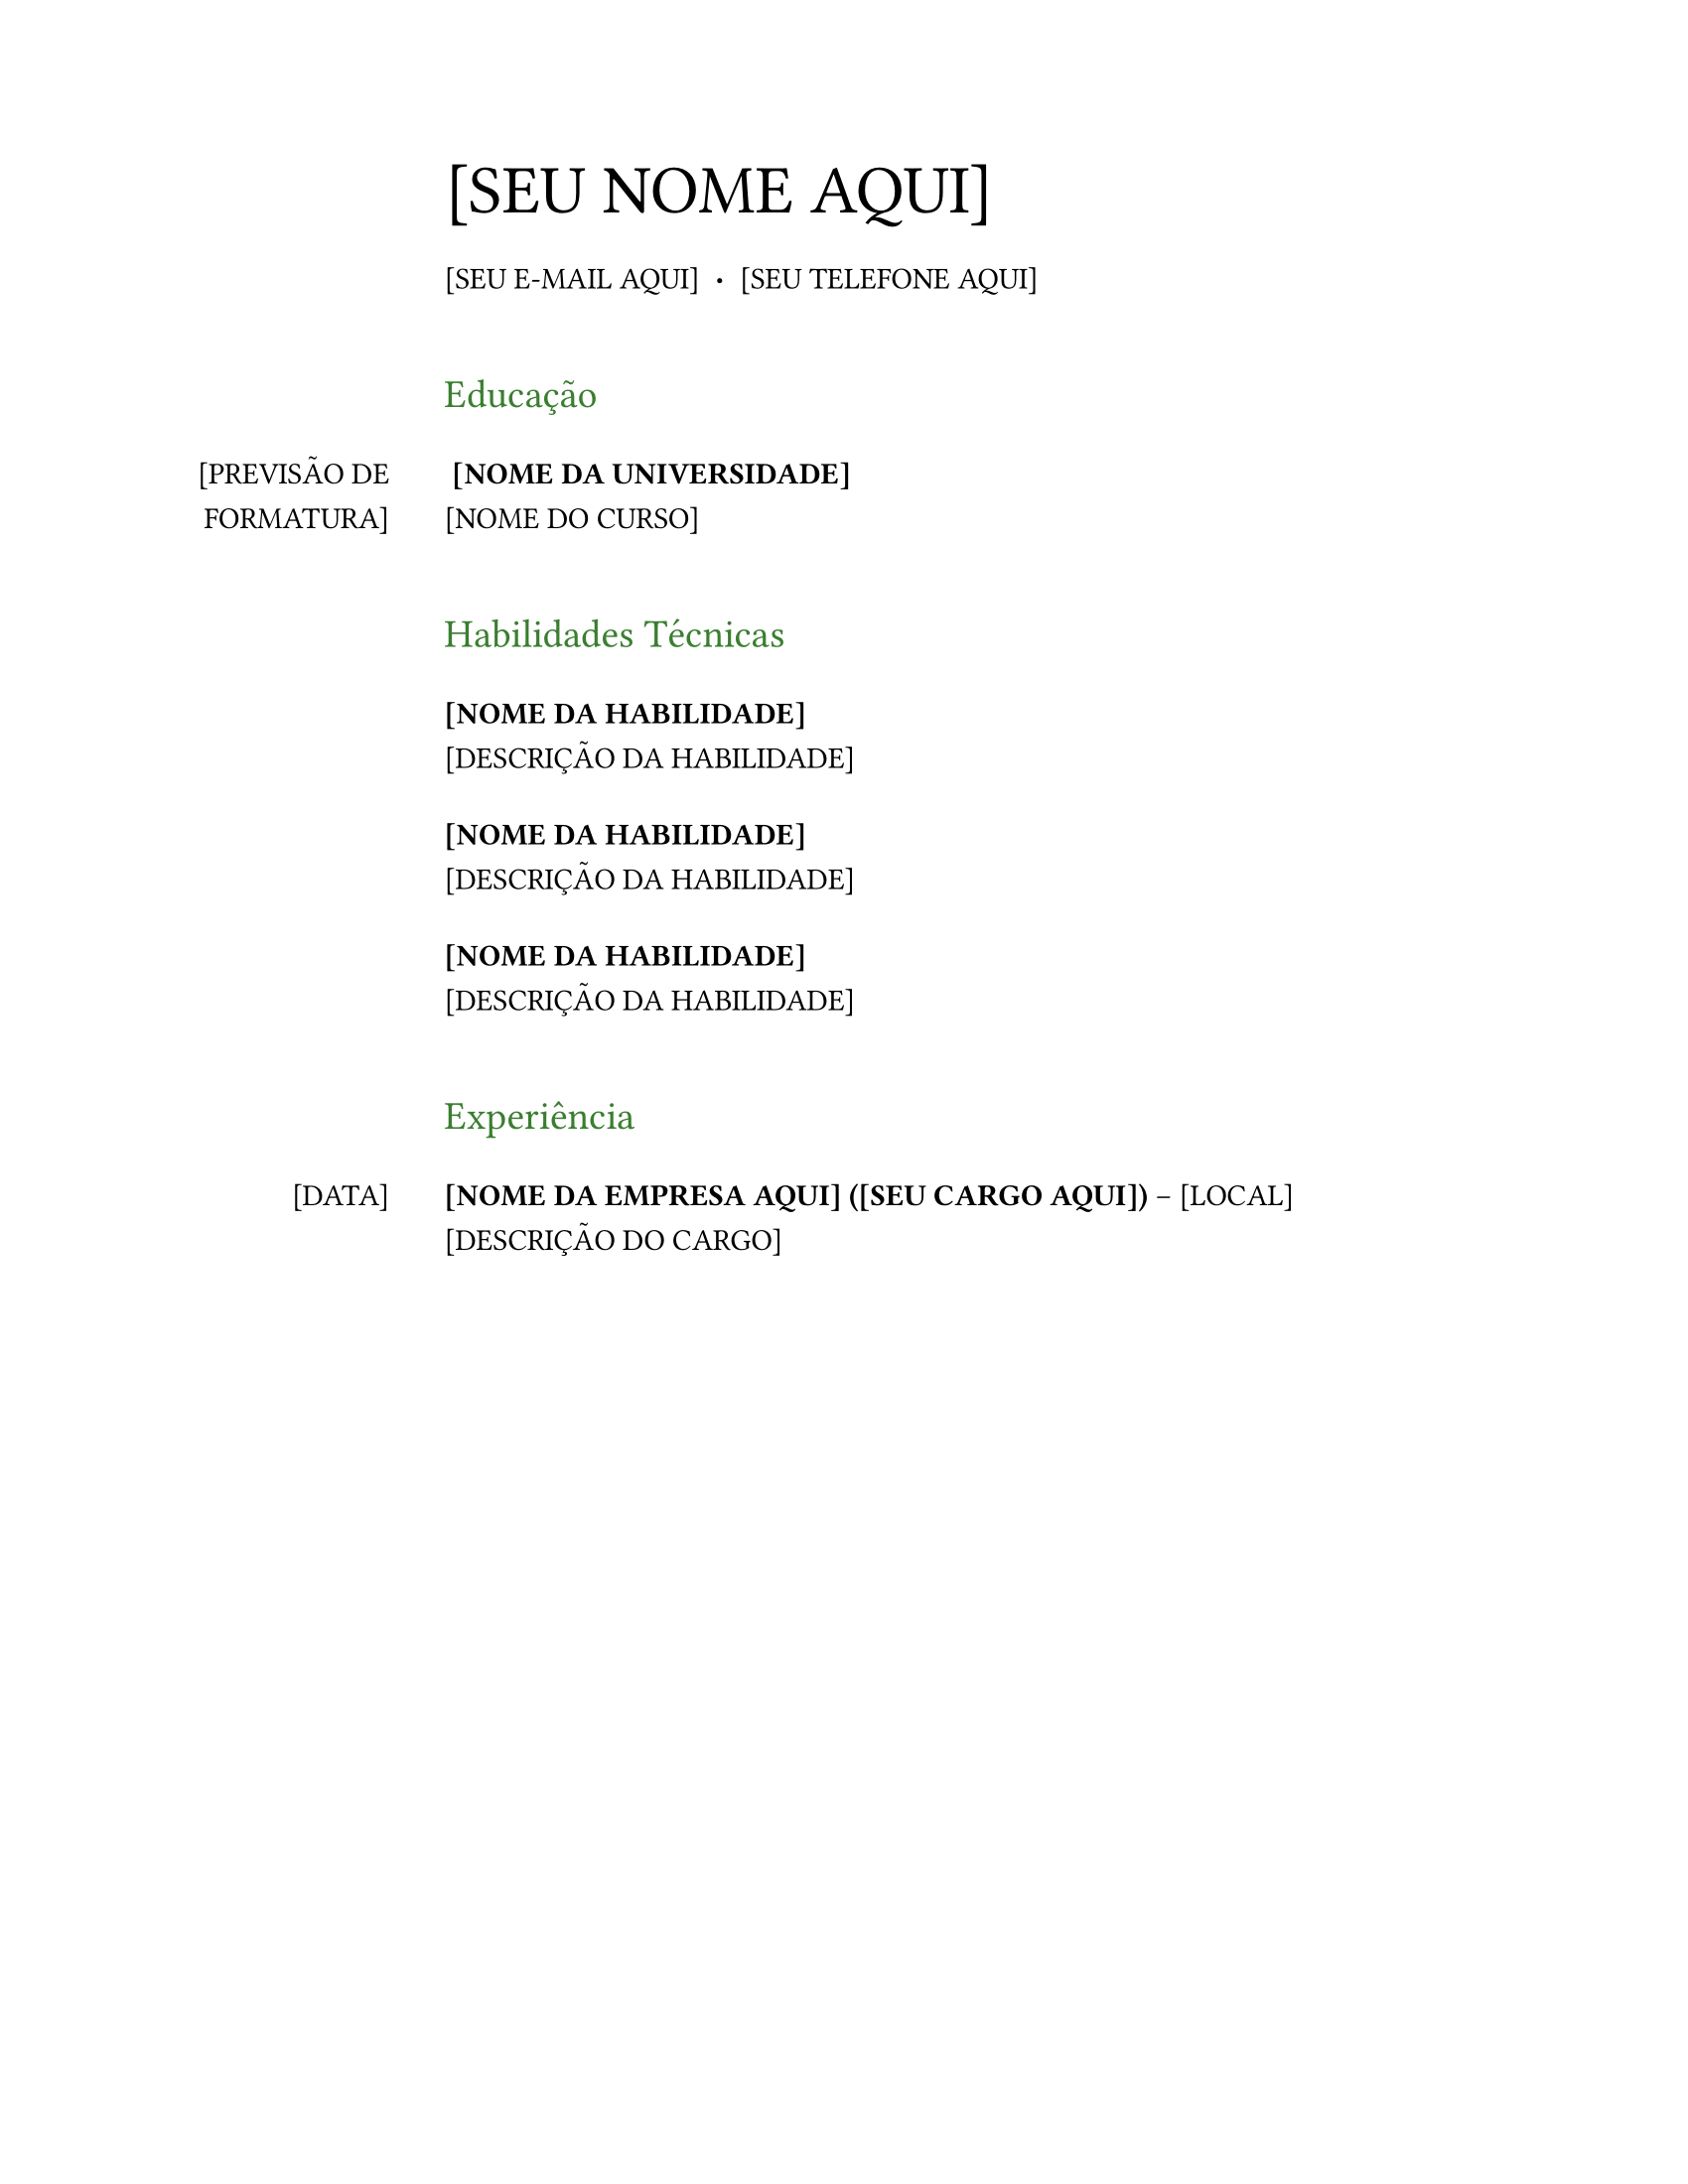 [SEU NOME AQUI]
[SEU E-MAIL AQUI] • [SEU TELEFONE AQUI]
Educação
[PREVISÃO DE FORMATURA]
[NOME DA UNIVERSIDADE]
[NOME DO CURSO]
Habilidades Técnicas
[NOME DA HABILIDADE]
[DESCRIÇÃO DA HABILIDADE]
[NOME DA HABILIDADE]
[DESCRIÇÃO DA HABILIDADE]
[NOME DA HABILIDADE]
[DESCRIÇÃO DA HABILIDADE]
Experiência
[DATA]
[NOME DA EMPRESA AQUI] ([SEU CARGO AQUI]) – [LOCAL]
[DESCRIÇÃO DO CARGO]